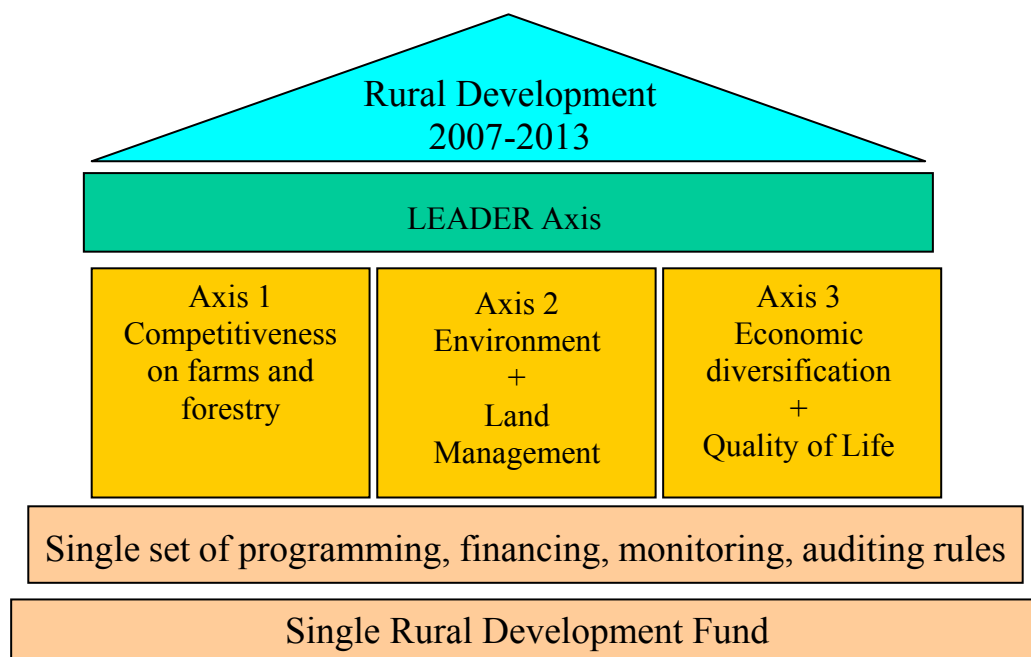 Rural Development
2007-2013
LEADER Axis
Axis 1
Competitiveness
on farms and
forestry
Axis 2
Environment
+
Land
Management
Axis 3
Economic
diversification
+
Quality of Life
Single set of programming, financing, monitoring, auditing rules
Single Rural Development Fund